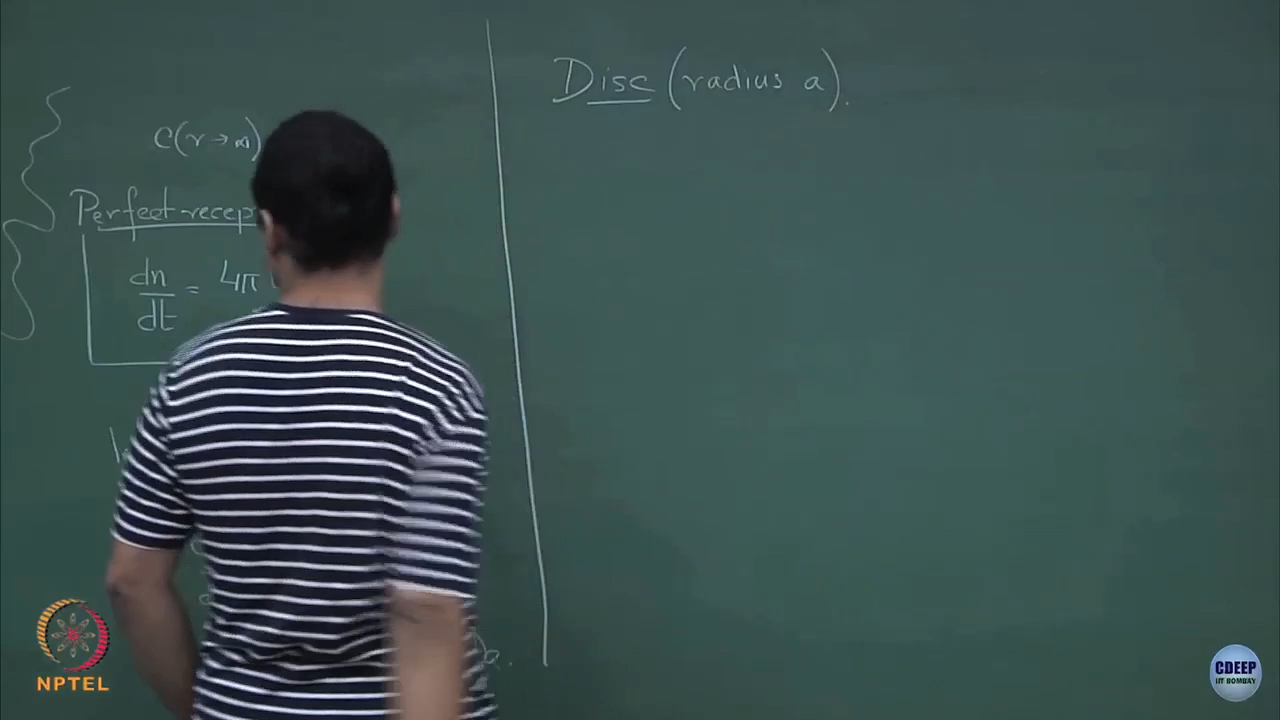 C(r→∞)
Perfect recep
dn/dt = 4π
Disc (radius a).
a.
NPTEL
CDEEP
IIT BOMBAY